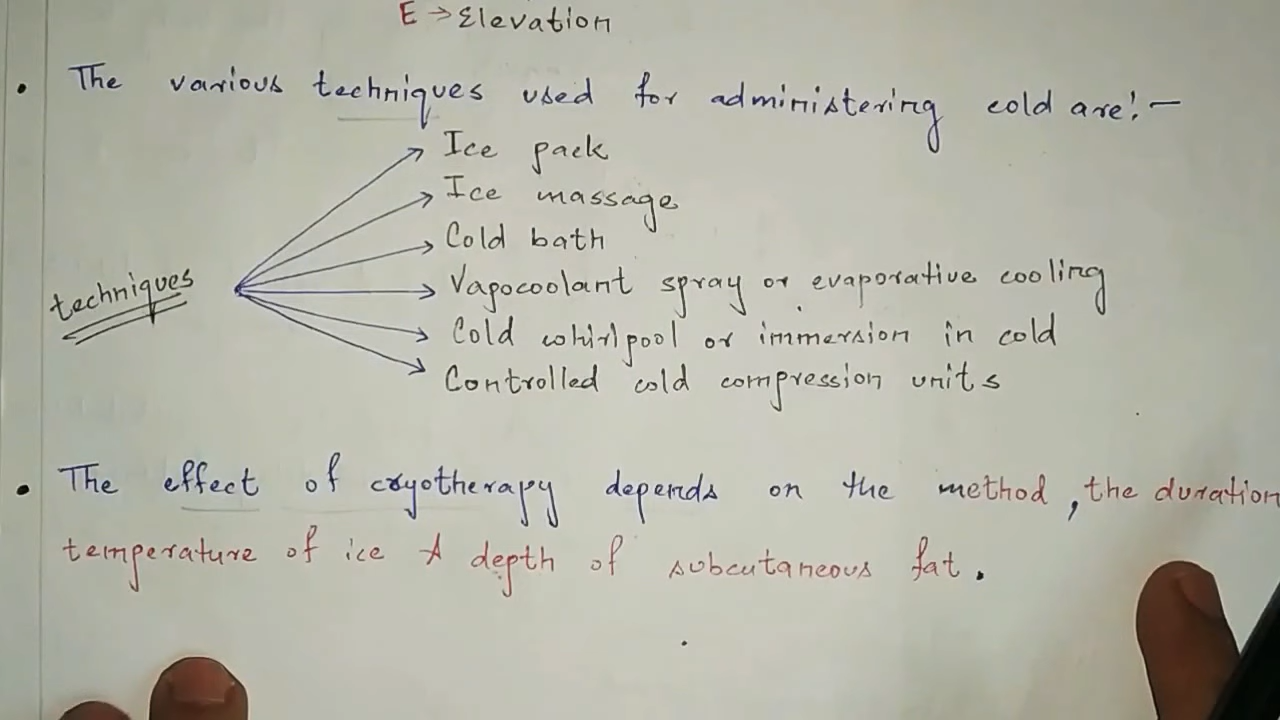 E → Elevation
• The various techniques used for administering cold are:-
Ice pack
Ice massage
Cold bath
techniques
Vapocoolant spray or evaporative cooling
Cold whirlpool or immersion in cold
Controlled cold compression units
• The effect of cryotherapy depends on the method, the duration
temperature of ice & depth of subcutaneous fat.